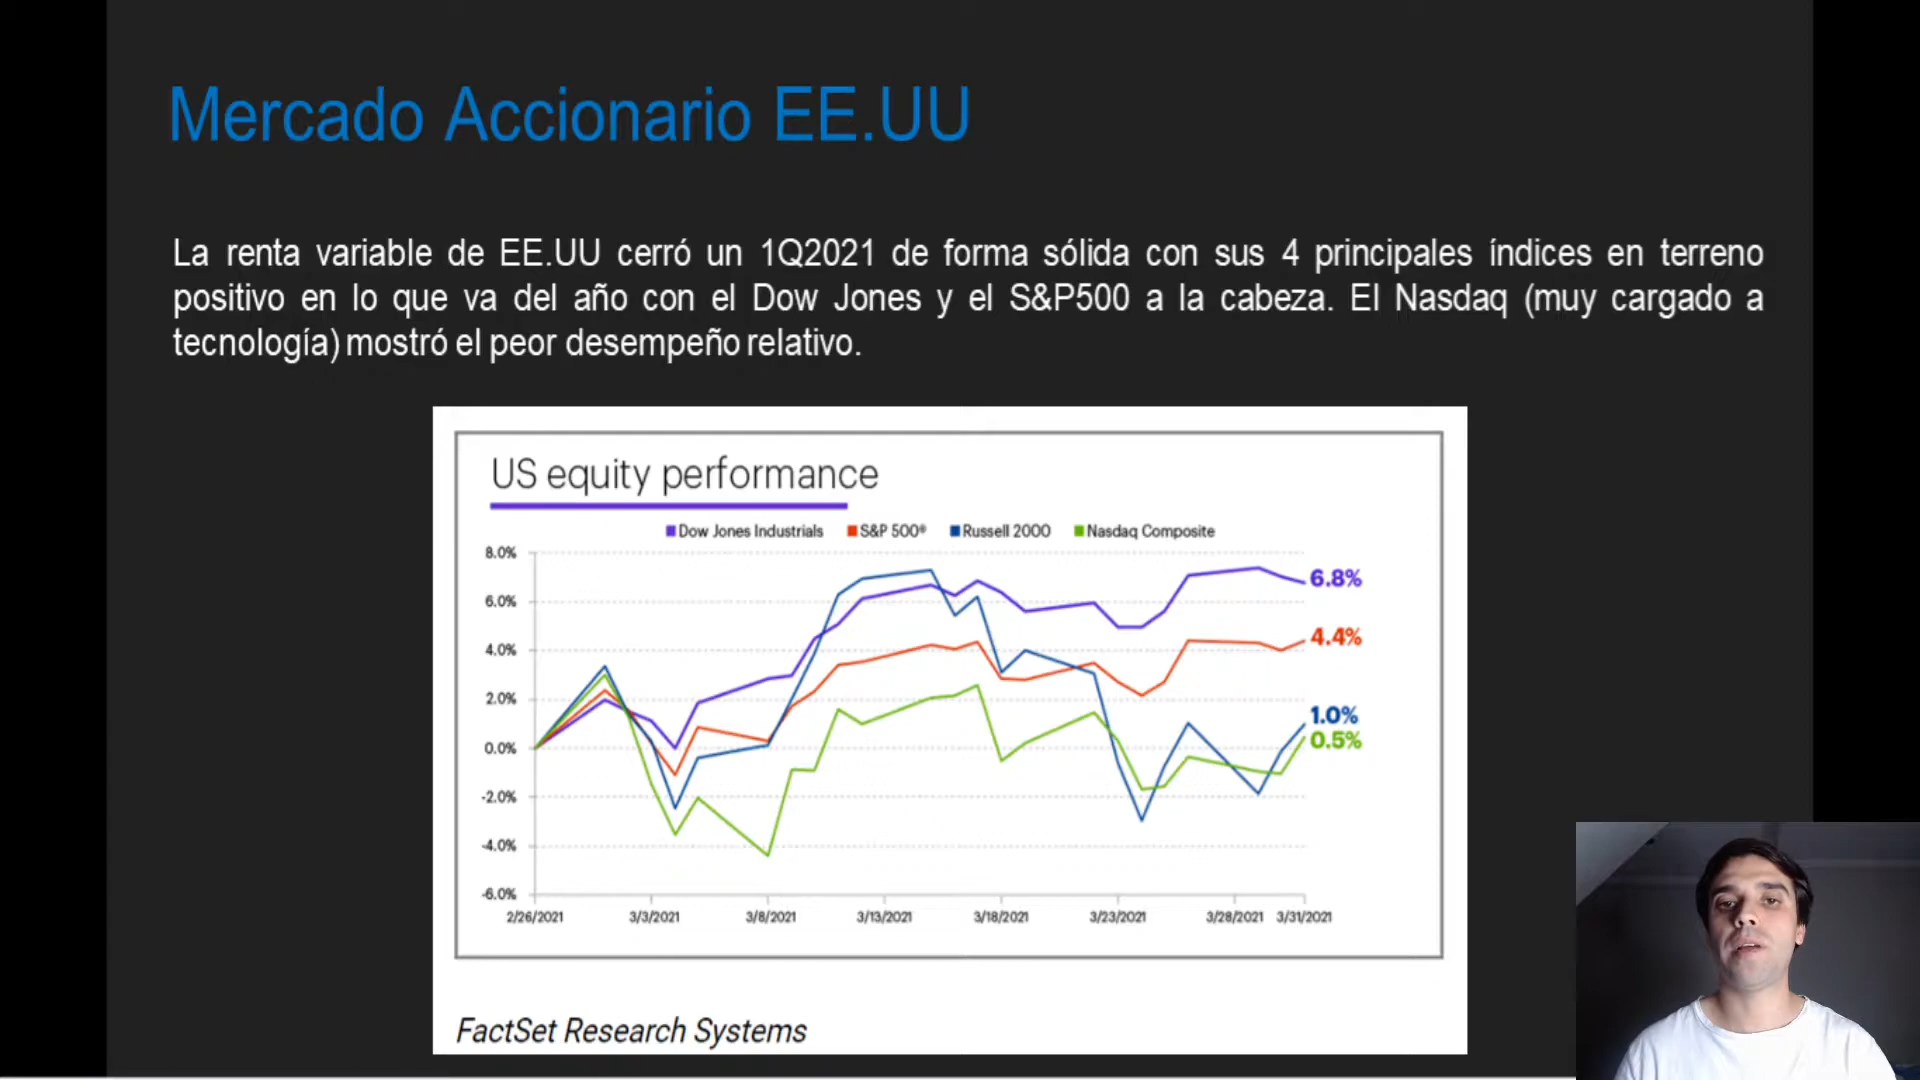 Mercado Accionario EE.UU
La renta variable de EE.UU cerró un 1Q2021 de forma sólida con sus 4 principales índices en terreno
positivo en lo que va del año con el Dow Jones y el S&P500 a la cabeza. El Nasdaq (muy cargado a
tecnología) mostró el peor desempeño relativo.
US equity performance
Dow Jones Industrials S&P 500® Russell 2000 Nasdaq Composite
8.0%
6.0%
4.0%
2.0%
0.0%
-2.0%
-4.0%
-6.0%
6.8%
4.4%
1.0%
0.5%
2/26/2021 3/3/2021 3/8/2021 3/13/2021 3/18/2021 3/23/2021 3/28/2021 3/31/2021
FactSet Research Systems